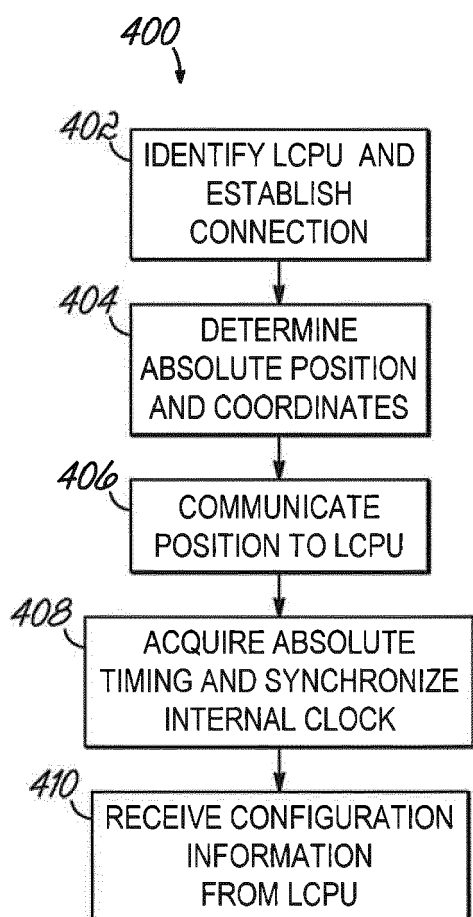 400
402
IDENTIFY LCPU AND
ESTABLISH
CONNECTION
404
DETERMINE
ABSOLUTE POSITION
AND COORDINATES
406
COMMUNICATE
POSITION TO LCPU
408
ACQUIRE ABSOLUTE
TIMING AND SYNCHRONIZE
INTERNAL CLOCK
410
RECEIVE CONFIGURATION
INFORMATION
FROM LCPU